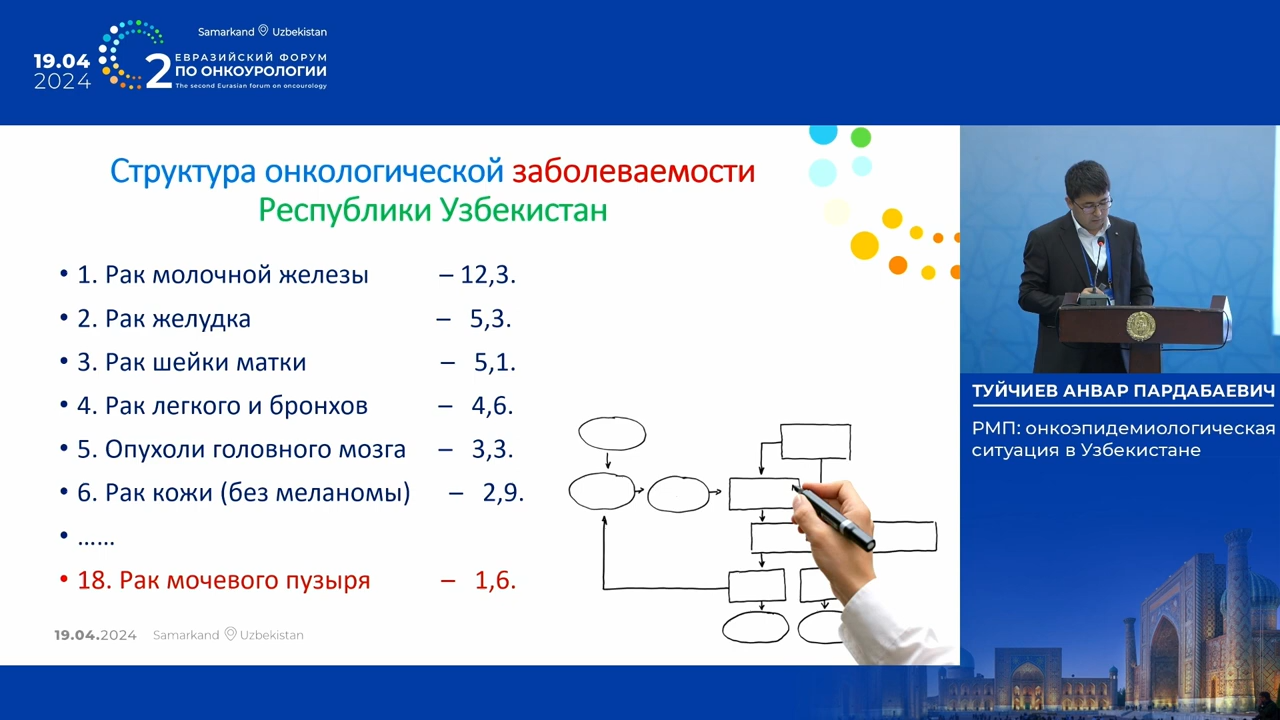 Samarkand Uzbekistan
19.04
2024
2
ЕВРАЗИЙСКИЙ ФОРУМ
ПО ОНКОУРОЛОГИИ
The second Eurasian forum on oncourology
Структура онкологической заболеваемости
Республики Узбекистан
• 1. Рак молочной железы – 12,3.
• 2. Рак желудка – 5,3.
• 3. Рак шейки матки – 5,1.
• 4. Рак легкого и бронхов – 4,6.
• 5. Опухоли головного мозга – 3,3.
• 6. Рак кожи (без меланомы) – 2,9.
• ......
• 18. Рак мочевого пузыря – 1,6.
19.04.2024 Samarkand Uzbekistan
ТУЙЧИЕВ АНВАР ПАРДАБАЕВИЧ
РМП: онкоэпидемиологическая
ситуация в Узбекистане